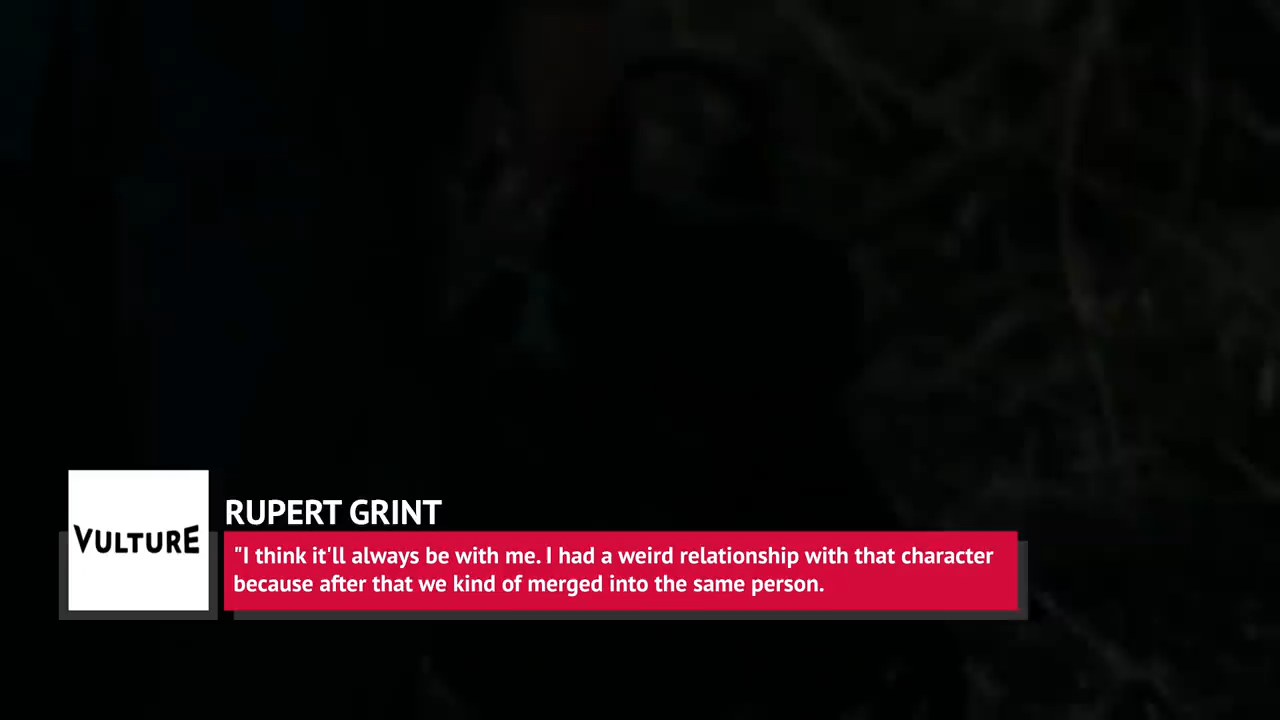 VULTURE
RUPERT GRINT
"I think it'll always be with me. I had a weird relationship with that character
because after that we kind of merged into the same person.